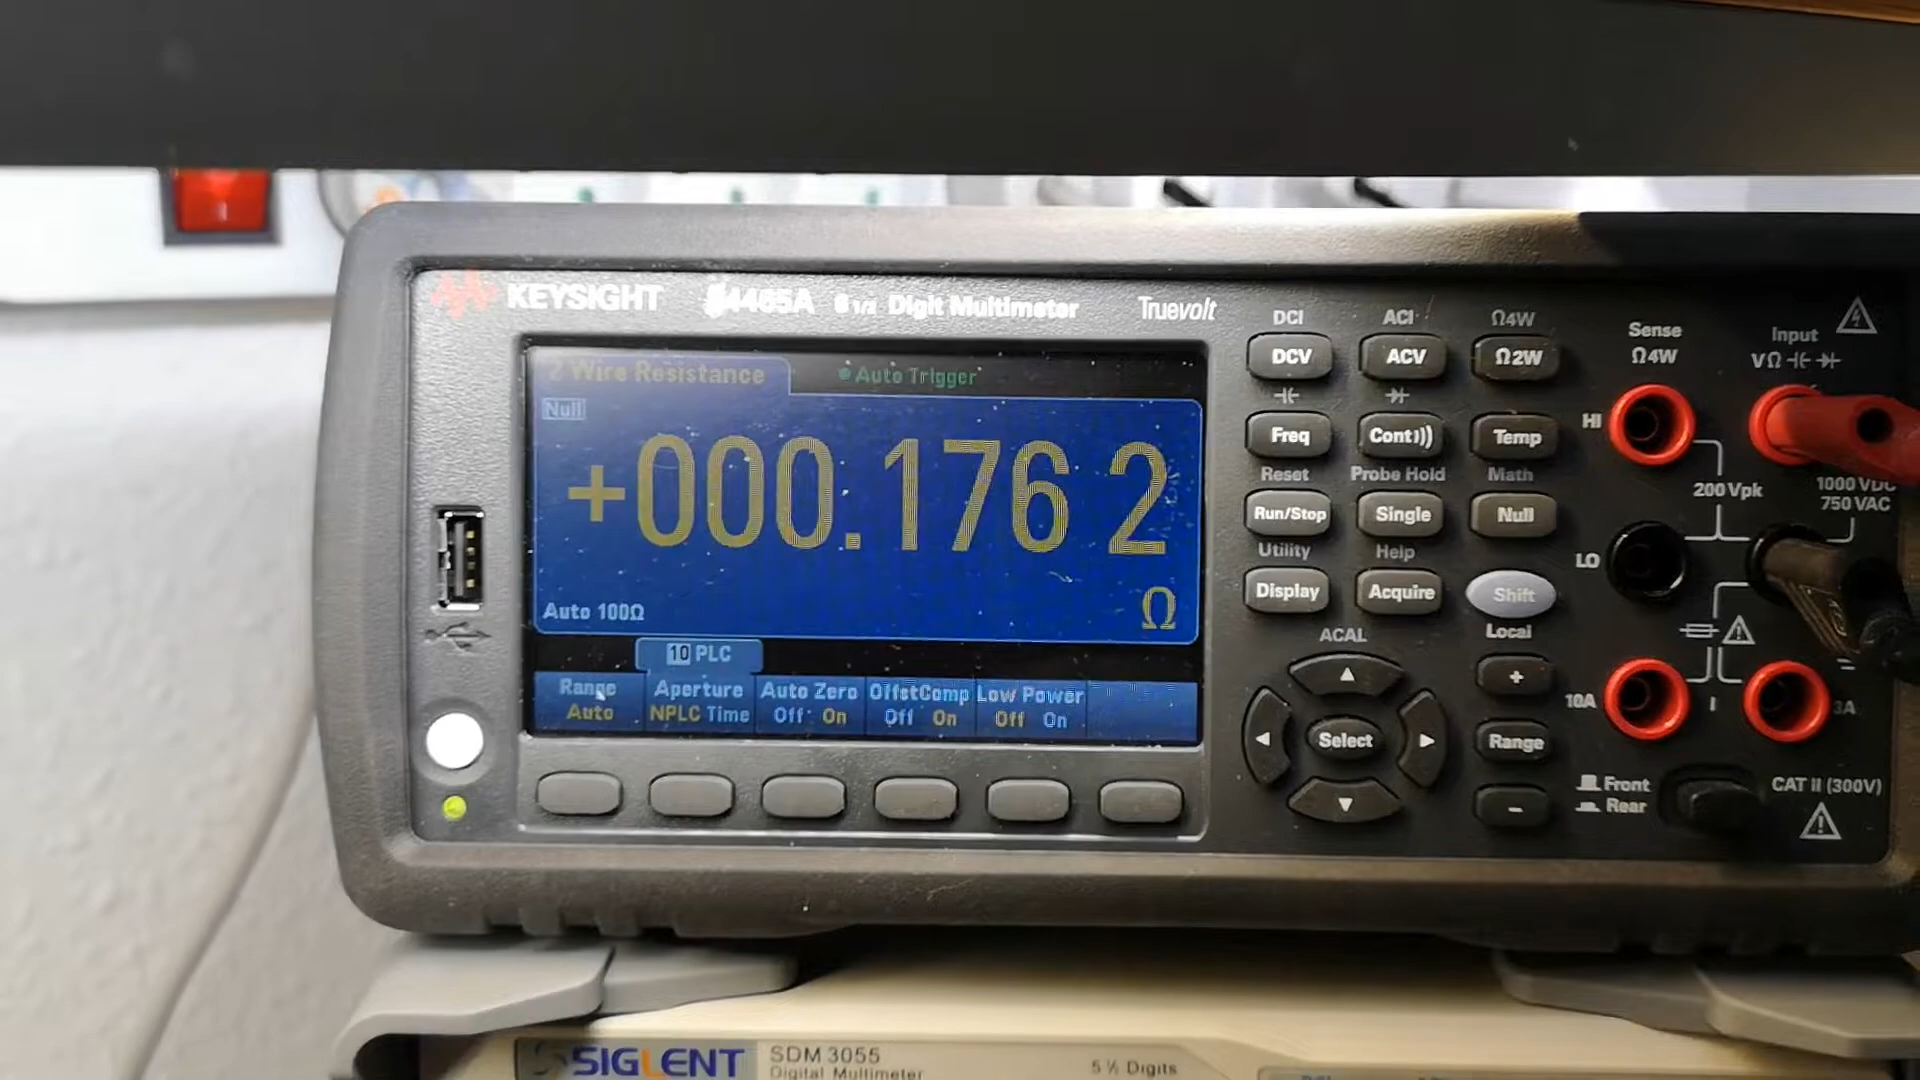 KEYSIGHT 34465A 6 1/2 Digit Multimeter Truevolt
2 Wire Resistance
Auto Trigger
Null
+000.176 2
Ω
Auto 100Ω
10 PLC
Range
Auto
Aperture
NPLC Time
Auto Zero
Off On
OffstComp
Off On
Low Power
Off On
DCI
DCV
ACI
ACV
Ω4W
Ω2W
Freq
Cont
Temp
Reset
Run/Stop
Probe Hold
Single
Math
Null
Utility
Display
Help
Acquire
Shift
Local
ACAL
Select
+
Range
-
Sense
Ω4W
Input
VΩ
HI
200 Vpk
1000 VDC
750 VAC
LO
10A
I
3A
Front
Rear
CAT II (300V)
SIGLENT
SDM3055
Digital Multimeter
5 ½ Digits